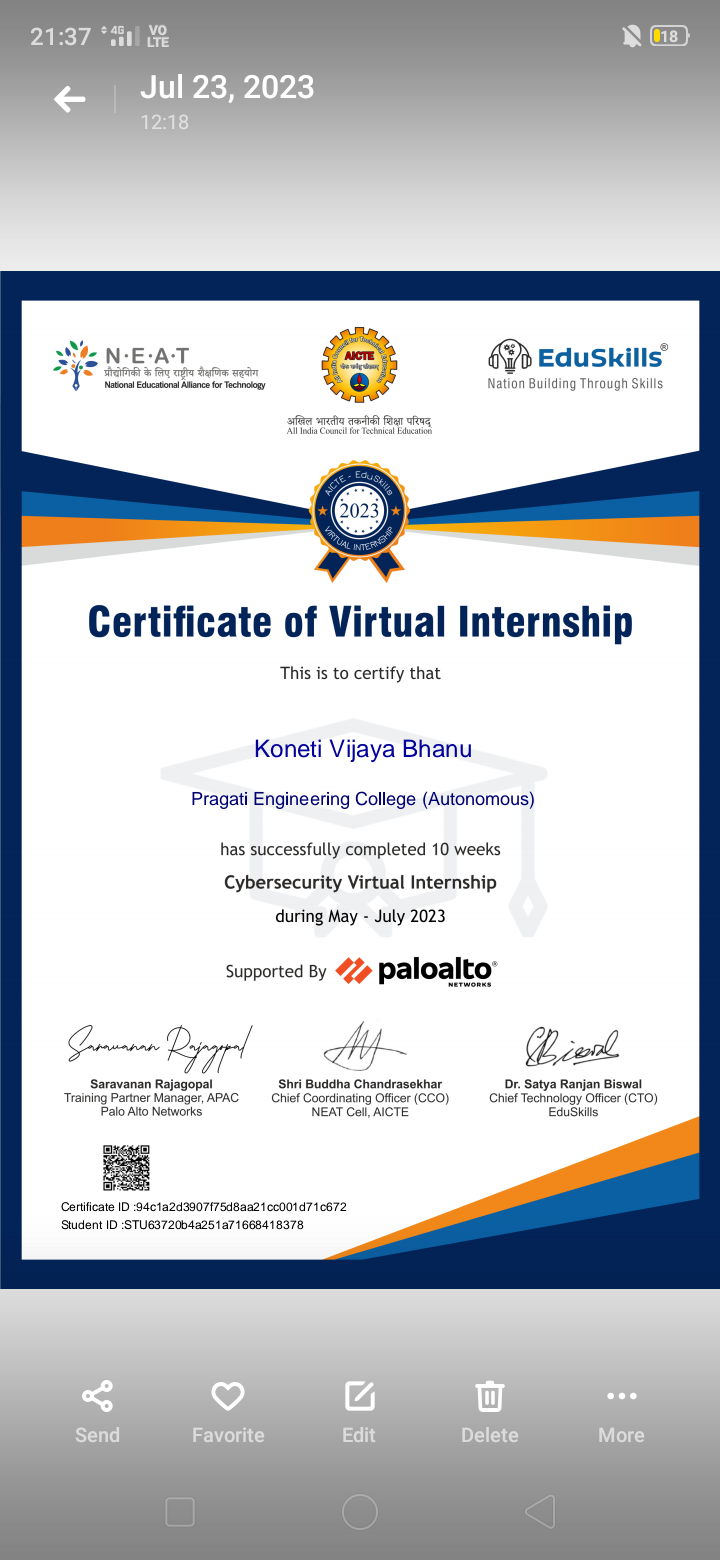 21:37 4G VO LTE 18
Jul 23, 2023
12:18
N·E·A·T
प्रौद्योगिकी के लिए राष्ट्रीय शैक्षणिक सहयोग
National Educational Alliance for Technology
AICTE
अखिल भारतीय तकनीकी शिक्षा परिषद्
All India Council for Technical Education
EduSkills®
Nation Building Through Skills
AICTE - EduSkills
2023
VIRTUAL INTERNSHIP
Certificate of Virtual Internship
This is to certify that
Koneti Vijaya Bhanu
Pragati Engineering College (Autonomous)
has successfully completed 10 weeks
Cybersecurity Virtual Internship
during May - July 2023
Supported By paloalto®
NETWORKS
Saravanan Rajagopal
Saravanan Rajagopal
Training Partner Manager, APAC
Palo Alto Networks
Shri Buddha Chandrasekhar
Chief Coordinating Officer (CCO)
NEAT Cell, AICTE
Dr. Satya Ranjan Biswal
Chief Technology Officer (CTO)
EduSkills
Certificate ID :94c1a2d3907f75d8aa21cc001d71c672
Student ID :STU63720b4a251a71668418378
Send Favorite Edit Delete More